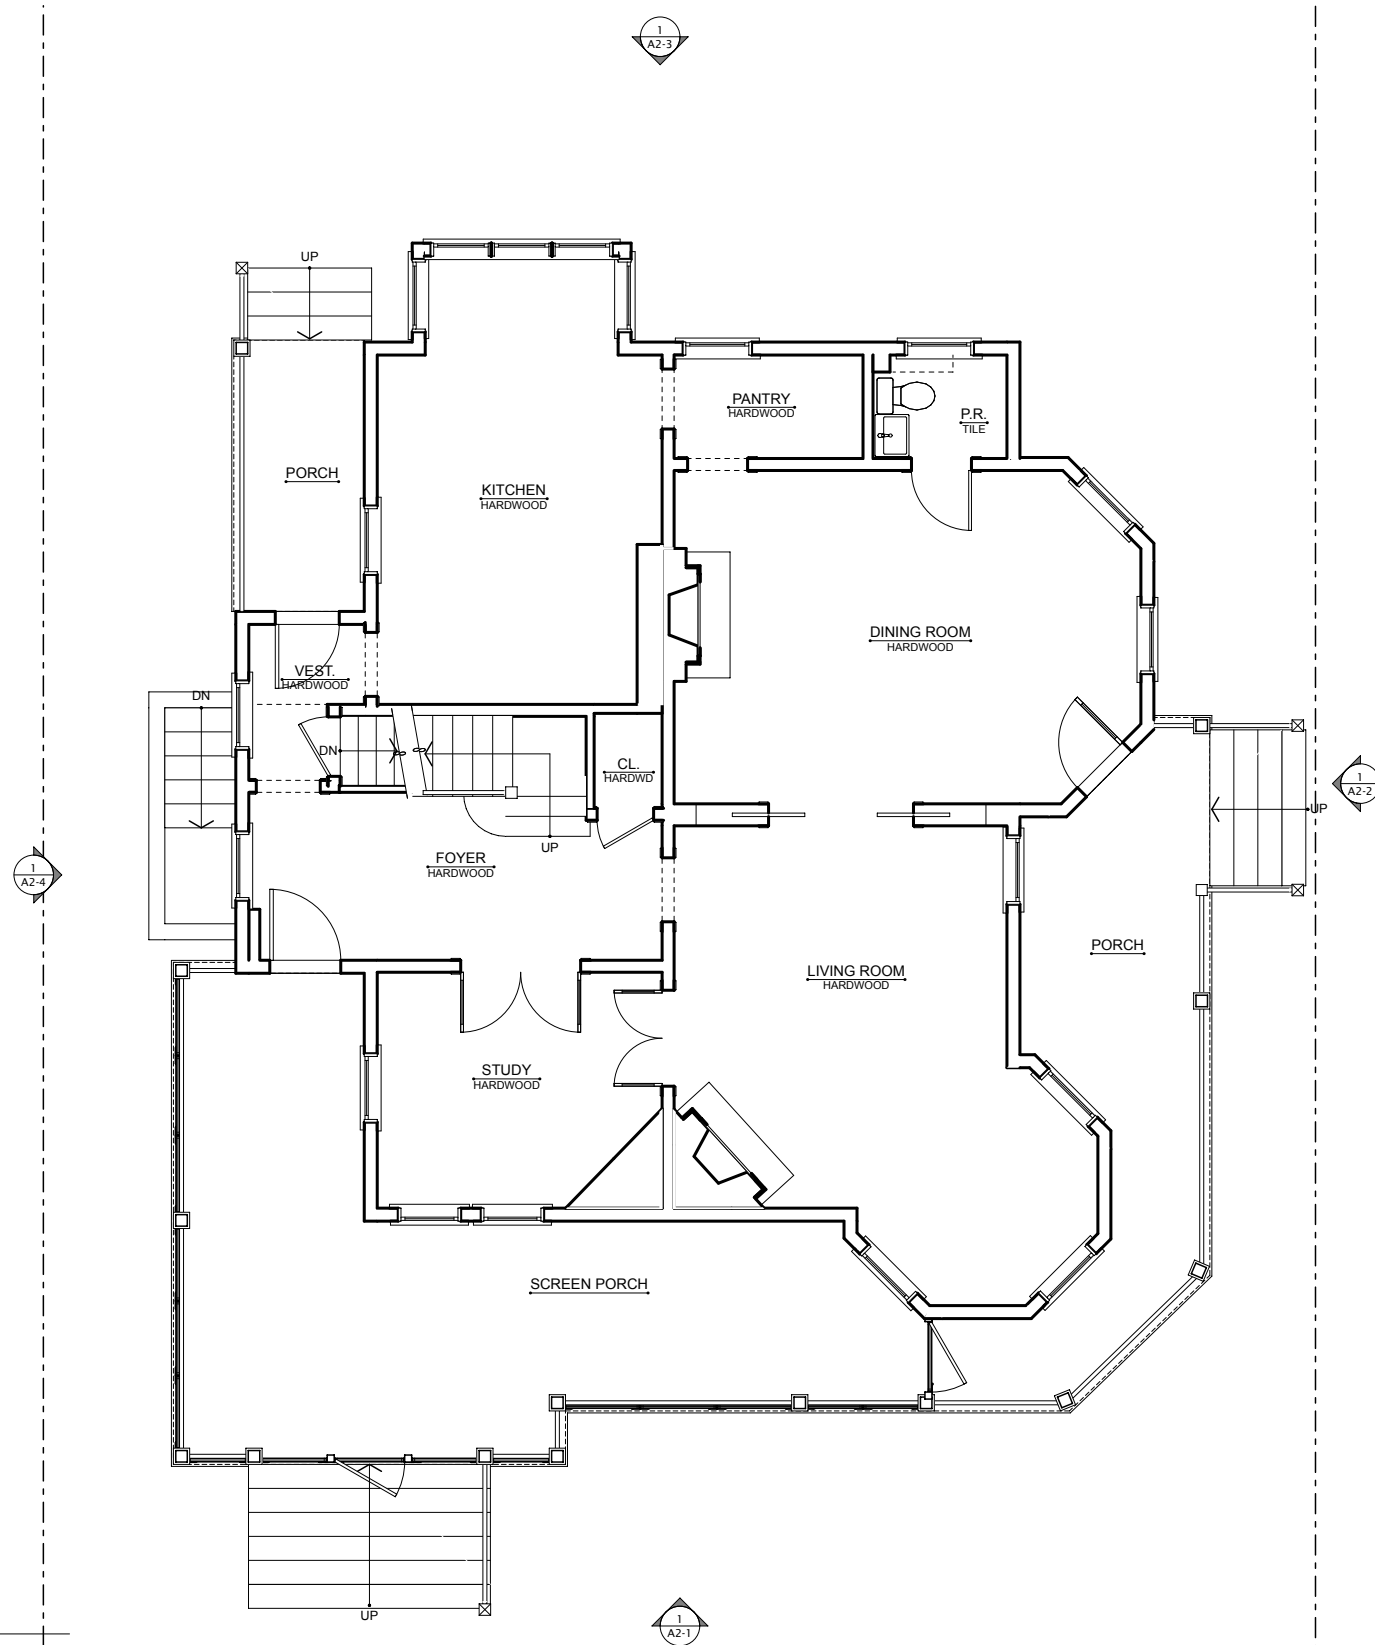 1
A2-3
UP
PANTRY
HARDWOOD
P.R.
TILE
PORCH
KITCHEN
HARDWOOD
DINING ROOM
HARDWOOD
VEST.
HARDWOOD
DN
DN
CL.
HARDWD
1
A2-2
UP
UP
FOYER
HARDWOOD
1
A2-4
PORCH
LIVING ROOM
HARDWOOD
STUDY
HARDWOOD
SCREEN PORCH
UP
1
A2-1